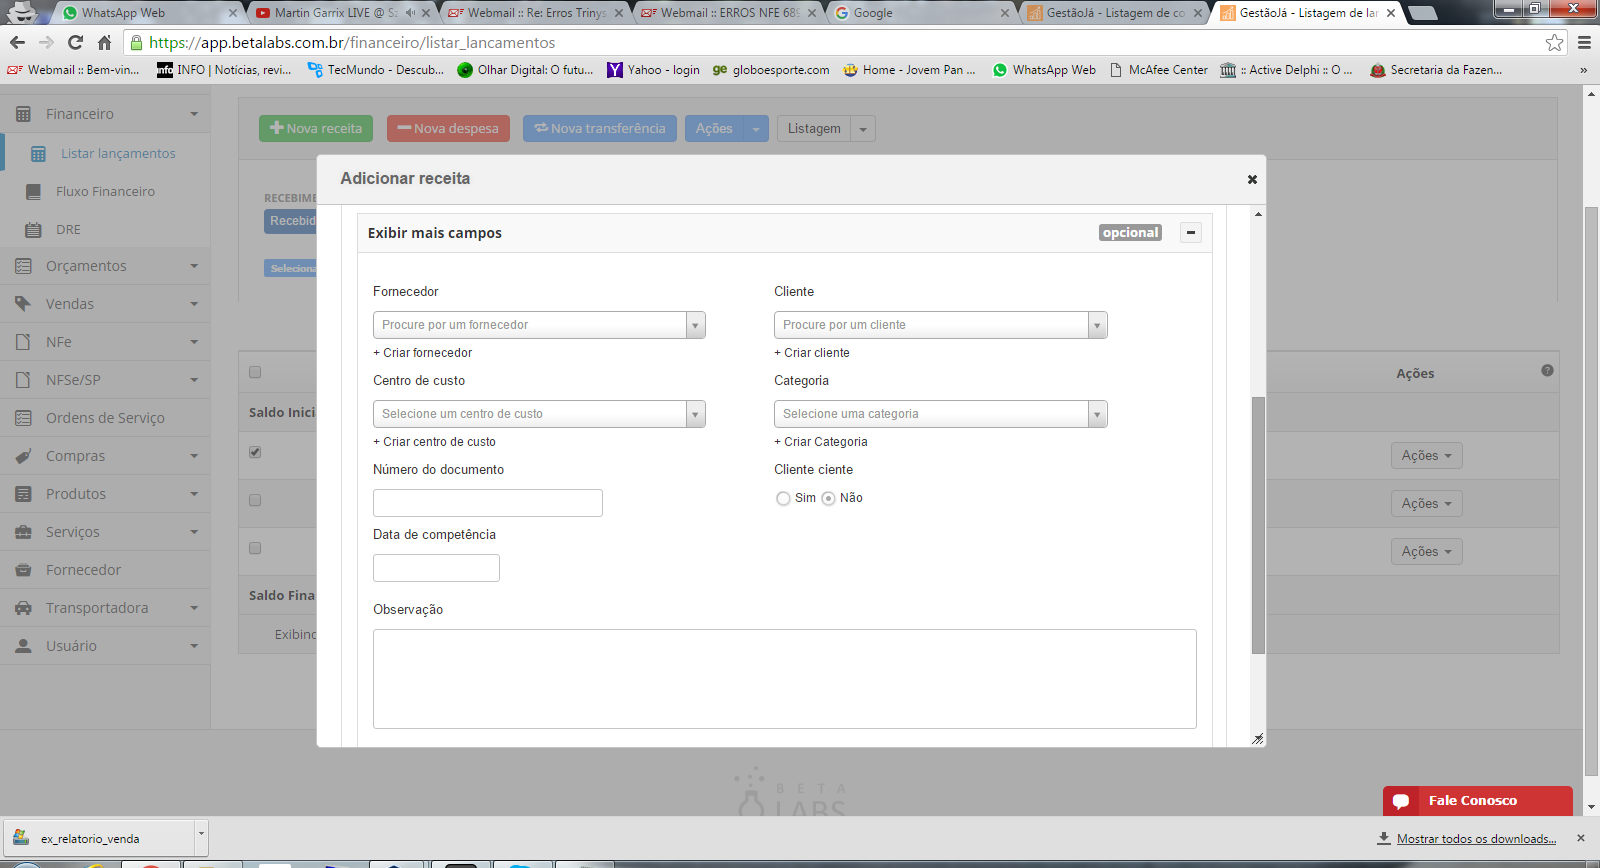 WhatsApp Web
Martin Garrix LIVE @ Sz
Webmail :: Re: Erros Trinys
Webmail :: ERROS NFE 689
Google
GestãoJá - Listagem de co
GestãoJá - Listagem de lar
https://app.betalabs.com.br/financeiro/listar_lancamentos
Webmail :: Bem-vin...
INFO | Notícias, revi...
TecMundo - Descub...
Olhar Digital: O futu...
Yahoo - login
globoesporte.com
Home - Jovem Pan ...
WhatsApp Web
McAfee Center
:: Active Delphi :: O ...
Secretaria da Fazen...
»
Financeiro
Listar lançamentos
Fluxo Financeiro
DRE
Orçamentos
Vendas
NFe
NFSe/SP
Ordens de Serviço
Compras
Produtos
Serviços
Fornecedor
Transportadora
Usuário
Nova receita
Nova despesa
Nova transferência
Ações
Listagem
RECEBIME
Recebid
Seleciona
Saldo Inici
Saldo Fina
Exibind
Ações
Ações
Ações
Ações
Adicionar receita
Exibir mais campos
opcional
Fornecedor
Cliente
Procure por um fornecedor
Procure por um cliente
+ Criar fornecedor
+ Criar cliente
Centro de custo
Categoria
Selecione um centro de custo
Selecione uma categoria
+ Criar centro de custo
+ Criar Categoria
Número do documento
Cliente ciente
Sim
Não
Data de competência
Observação
BETA
LABS
Fale Conosco
ex_relatorio_venda
Mostrar todos os downloads...